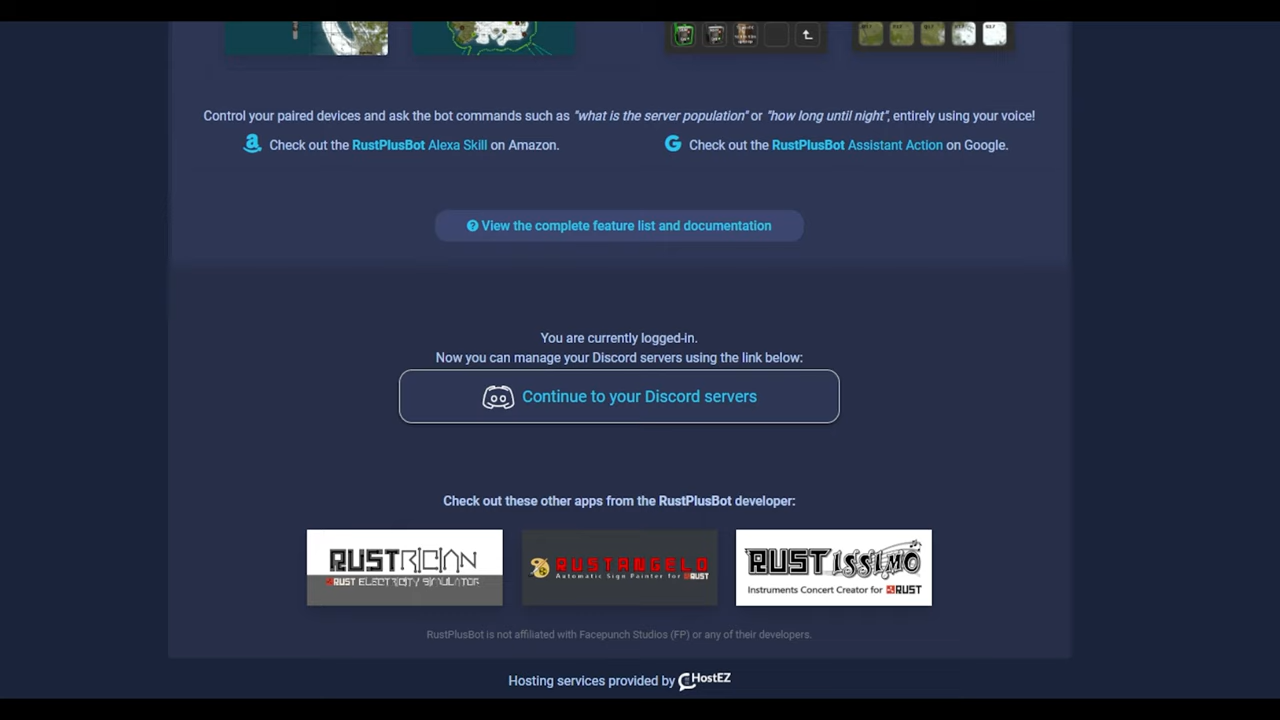 Control your paired devices and ask the bot commands such as "what is the server population" or "how long until night", entirely using your voice!
Check out the RustPlusBot Alexa Skill on Amazon.
Check out the RustPlusBot Assistant Action on Google.
View the complete feature list and documentation
You are currently logged-in.
Now you can manage your Discord servers using the link below:
Continue to your Discord servers
Check out these other apps from the RustPlusBot developer:
RUSTRICIAN
RUST ELECTRICITY SIMULATOR
RUSTANGELO
Automatic Sign Painter for RUST
RUSTissimo
Instruments Concert Creator for RUST
RustPlusBot is not affiliated with Facepunch Studios (FP) or any of their developers.
Hosting services provided by HostEZ